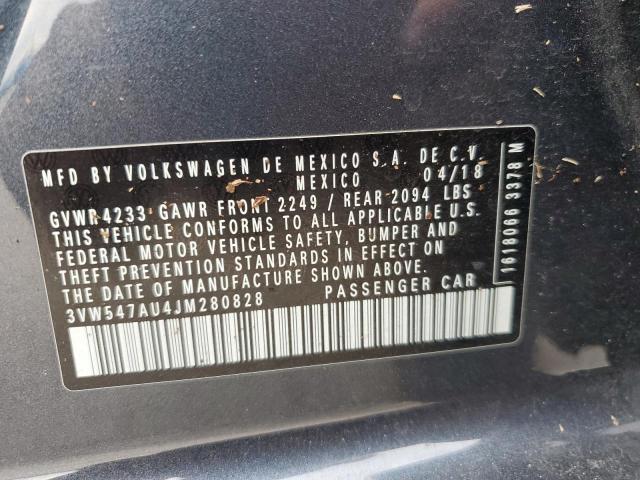 MFD BY VOLKSWAGEN DE MEXICO S.A. DE C.V.
MEXICO 04/18
GVWR 4233 GAWR FRONT 2249 / REAR 2094 LBS
THIS VEHICLE CONFORMS TO ALL APPLICABLE U.S.
FEDERAL MOTOR VEHICLE SAFETY, BUMPER AND
THEFT PREVENTION STANDARDS IN EFFECT ON
THE DATE OF MANUFACTURE SHOWN ABOVE.
3VW547AU4JM280828 PASSENGER CAR
1618066 3378 M